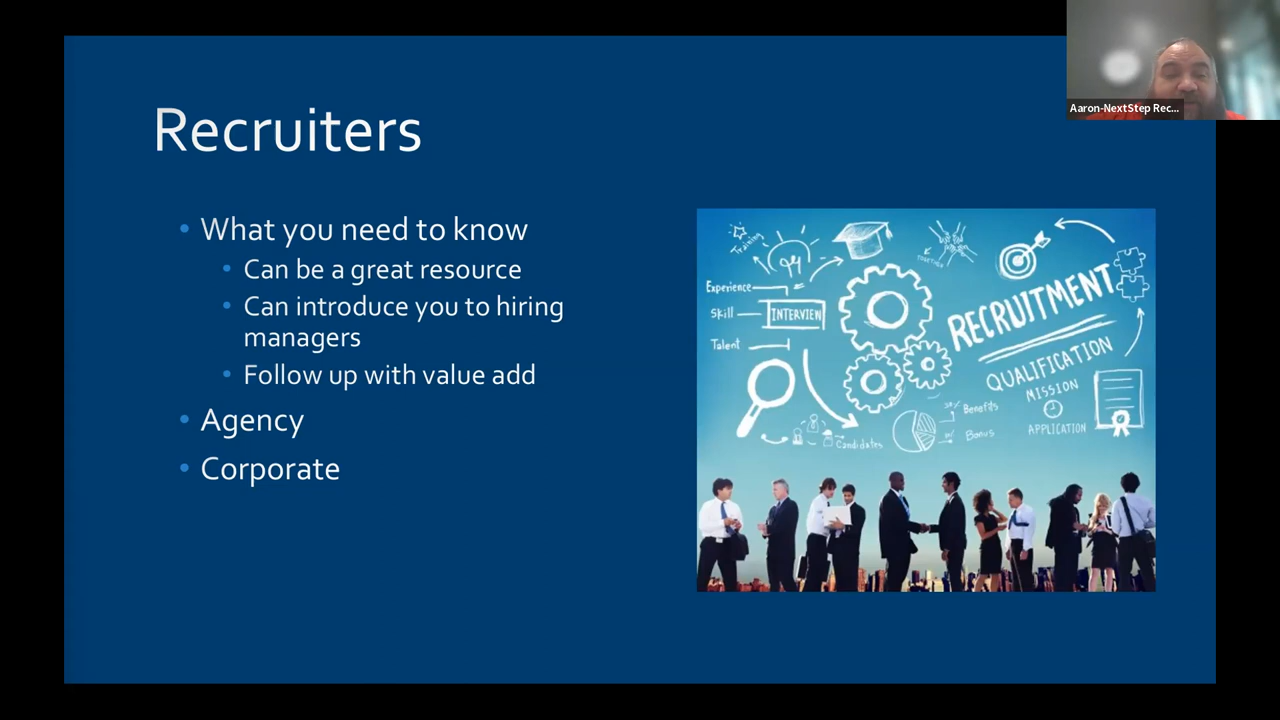 Aaron-NextStep Rec...
Recruiters
• What you need to know
• Can be a great resource
• Can introduce you to hiring
managers
• Follow up with value add
• Agency
• Corporate
Training
TOGETHER
Experience
Skill
INTERVIEW
Talent
RECRUITMENT
QUALIFICATION
MISSION
APPLICATION
Benefits
Bonus
Candidates